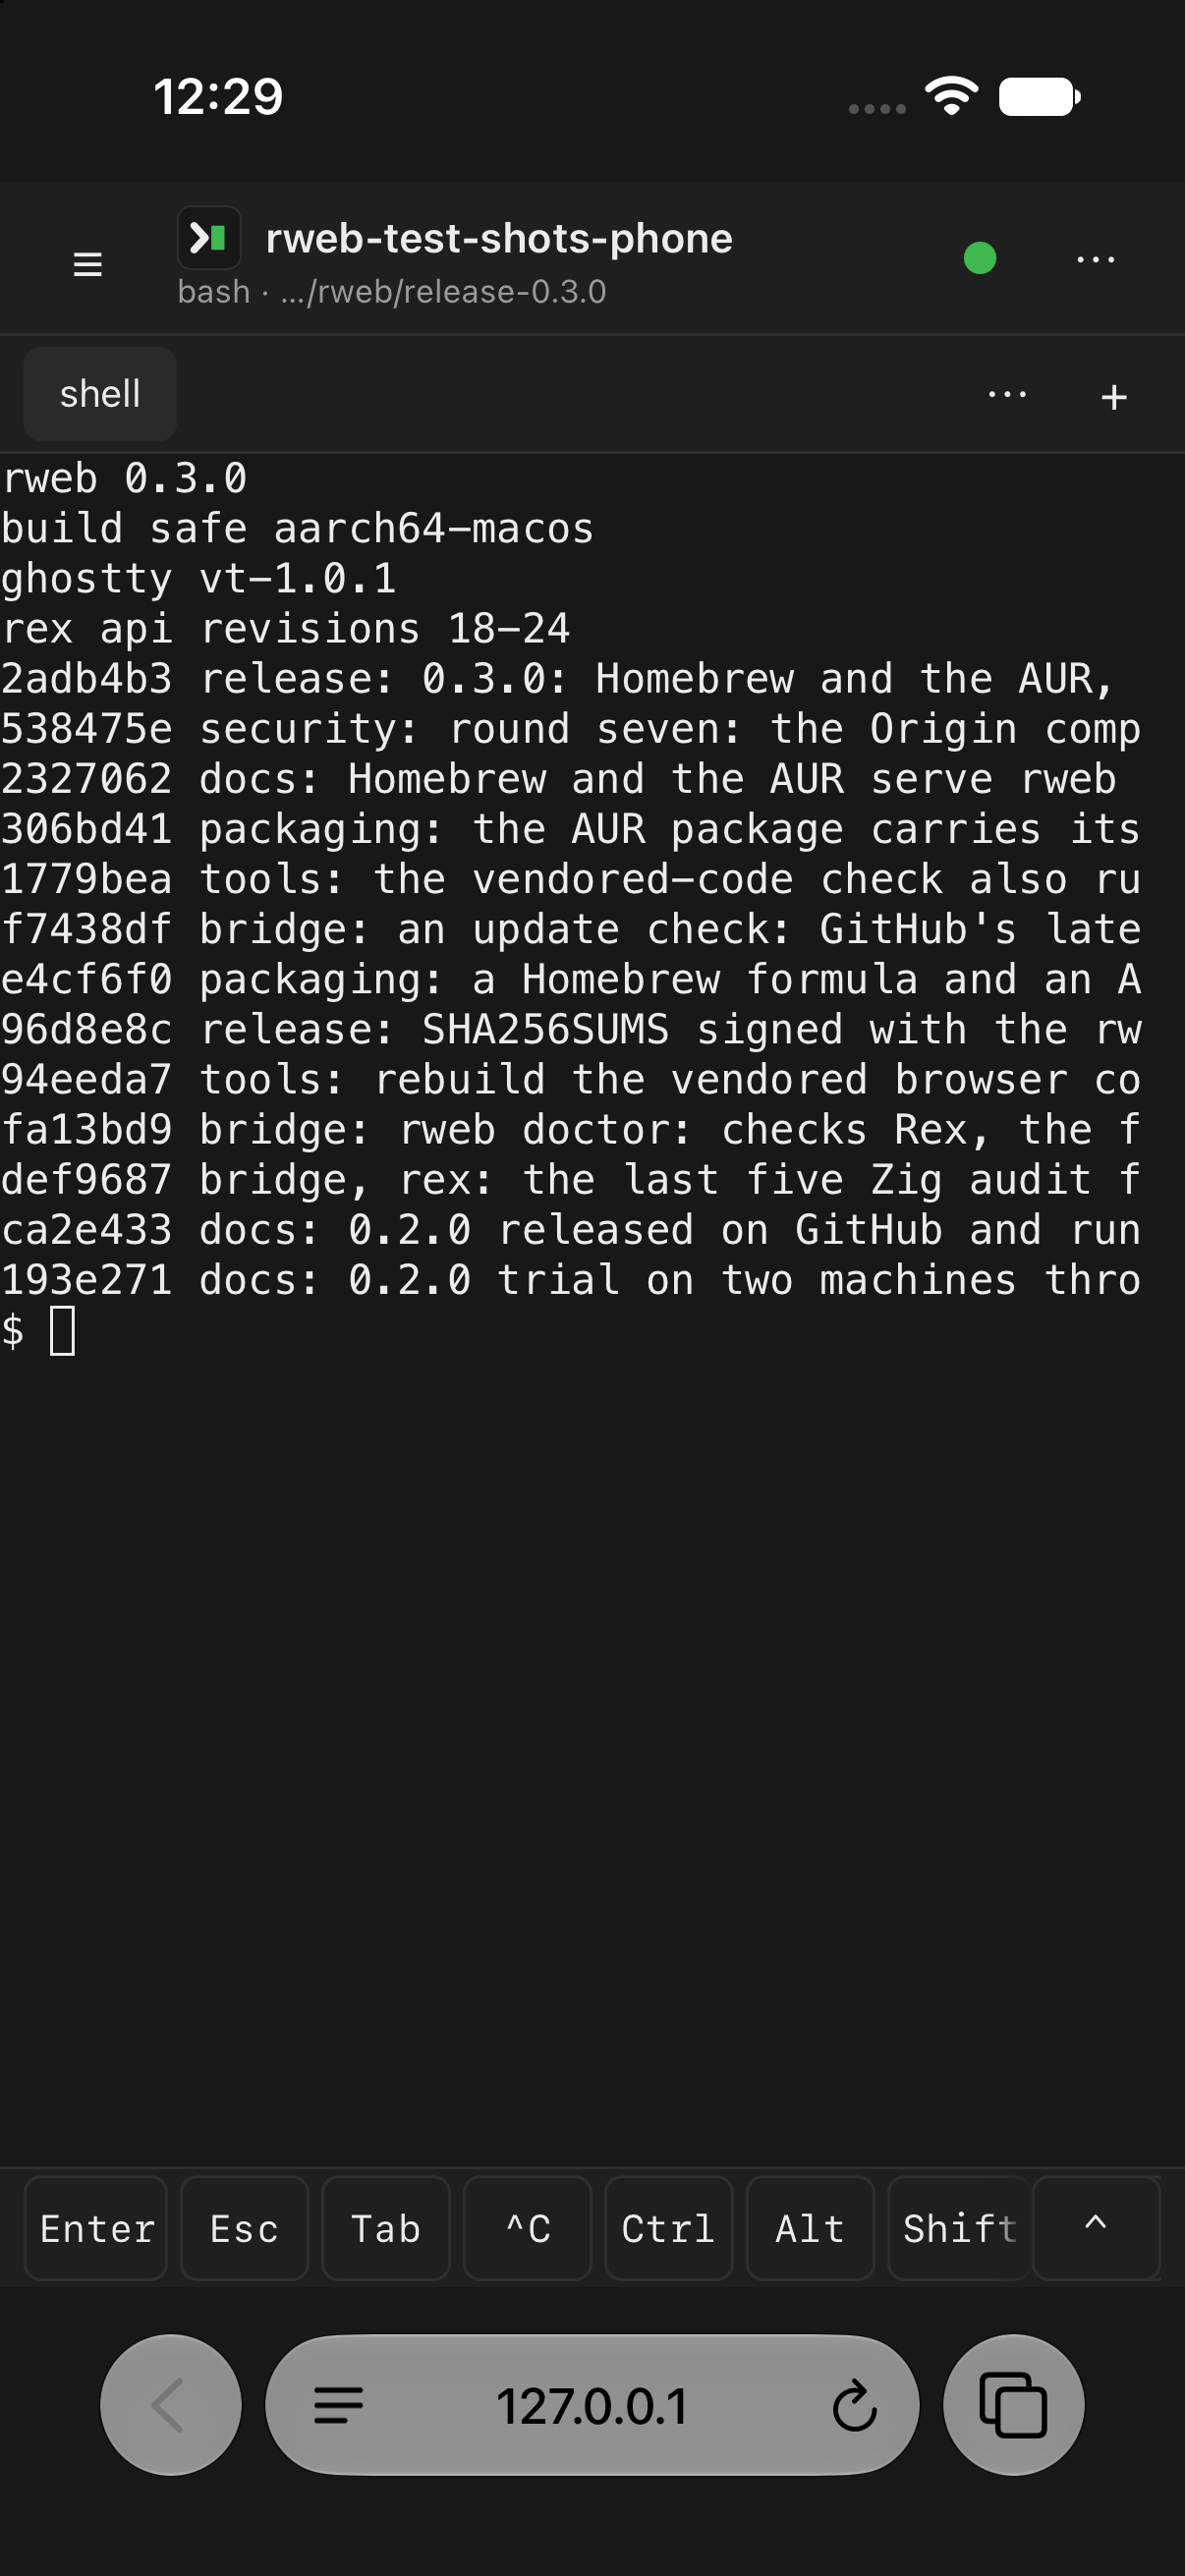 12:29
rweb-test-shots-phone
bash · .../rweb/release-0.3.0
shell
rweb 0.3.0
build safe aarch64-macos
ghostty vt-1.0.1
rex api revisions 18-24
2adb4b3 release: 0.3.0: Homebrew and the AUR,
538475e security: round seven: the Origin comp
2327062 docs: Homebrew and the AUR serve rweb
306bd41 packaging: the AUR package carries its
1779bea tools: the vendored-code check also ru
f7438df bridge: an update check: GitHub's late
e4cf6f0 packaging: a Homebrew formula and an A
96d8e8c release: SHA256SUMS signed with the rw
94eeda7 tools: rebuild the vendored browser co
fa13bd9 bridge: rweb doctor: checks Rex, the f
def9687 bridge, rex: the last five Zig audit f
ca2e433 docs: 0.2.0 released on GitHub and run
193e271 docs: 0.2.0 trial on two machines thro
$
Enter Esc Tab ^C Ctrl Alt Shift ^
127.0.0.1